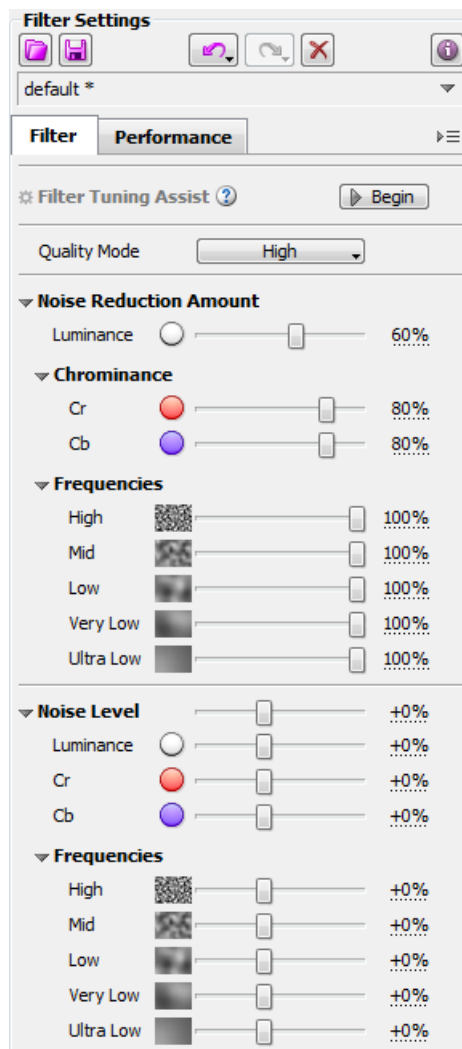 Filter Settings
default *
Filter Performance
Filter Tuning Assist ? Begin
Quality Mode High
Noise Reduction Amount
Luminance 60%
Chrominance
Cr 80%
Cb 80%
Frequencies
High 100%
Mid 100%
Low 100%
Very Low 100%
Ultra Low 100%
Noise Level +0%
Luminance +0%
Cr +0%
Cb +0%
Frequencies
High +0%
Mid +0%
Low +0%
Very Low +0%
Ultra Low +0%